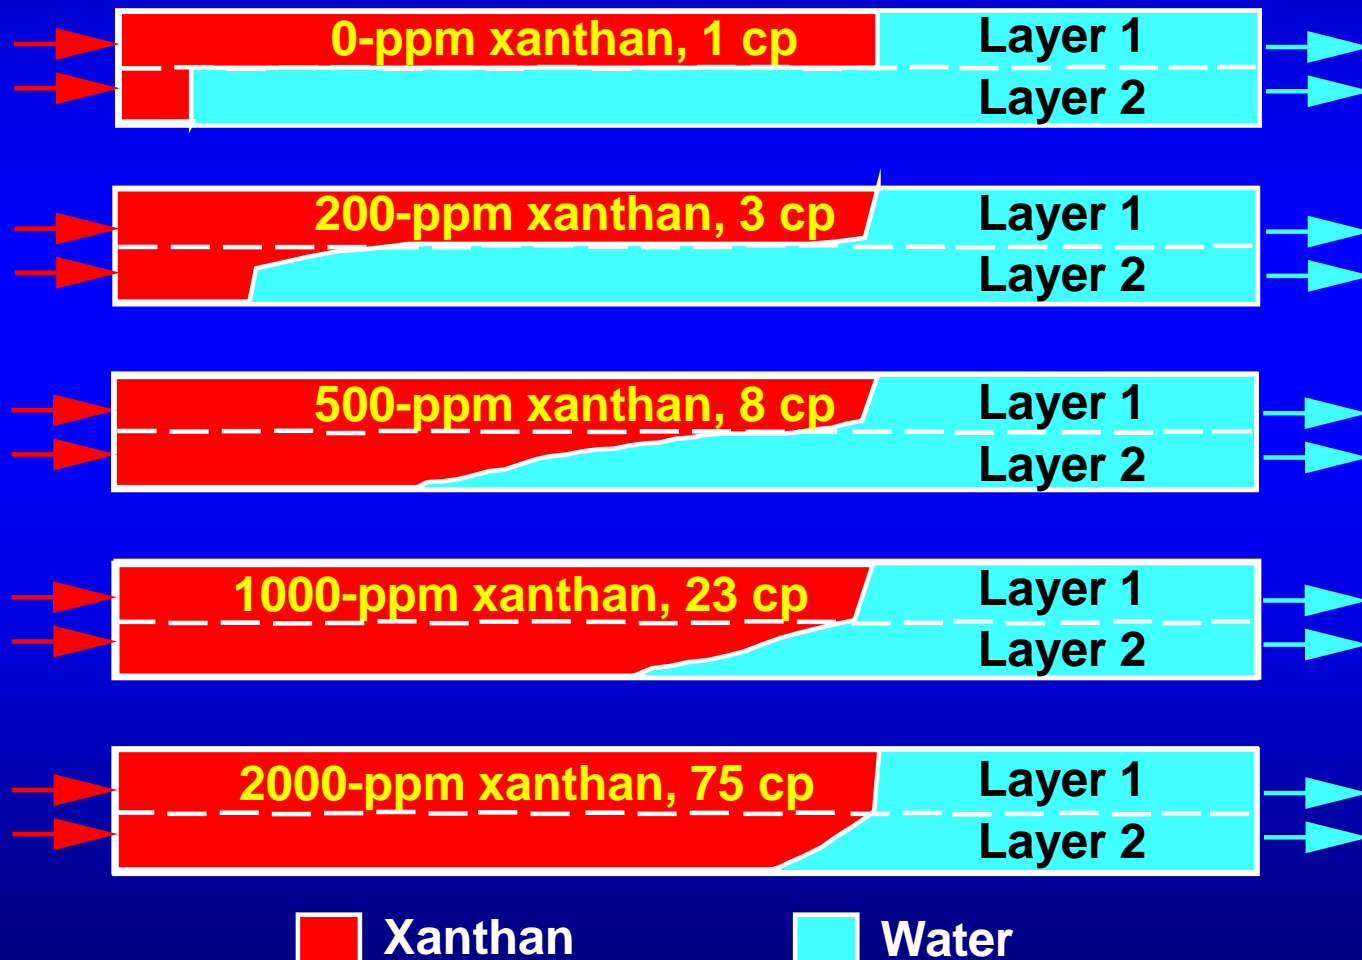 0-ppm xanthan, 1 cp
Layer 1
Layer 2
200-ppm xanthan, 3 cp
Layer 1
Layer 2
500-ppm xanthan, 8 cp
Layer 1
Layer 2
1000-ppm xanthan, 23 cp
Layer 1
Layer 2
2000-ppm xanthan, 75 cp
Layer 1
Layer 2
Xanthan
Water